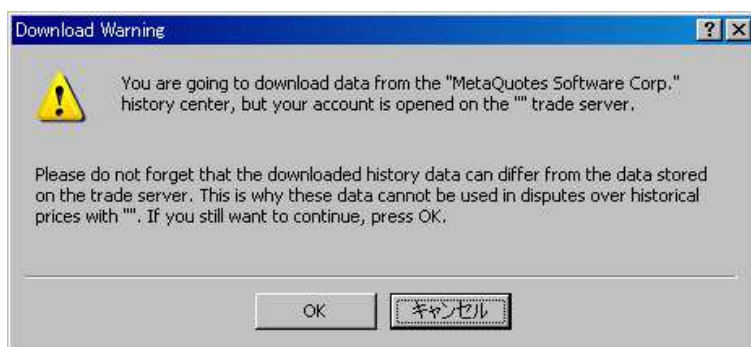 Download Warning
You are going to download data from the "MetaQuotes Software Corp."
history center, but your account is opened on the "" trade server.
Please do not forget that the downloaded history data can differ from the data stored
on the trade server. This is why these data cannot be used in disputes over historical
prices with "". If you still want to continue, press OK.
OK
キャンセル